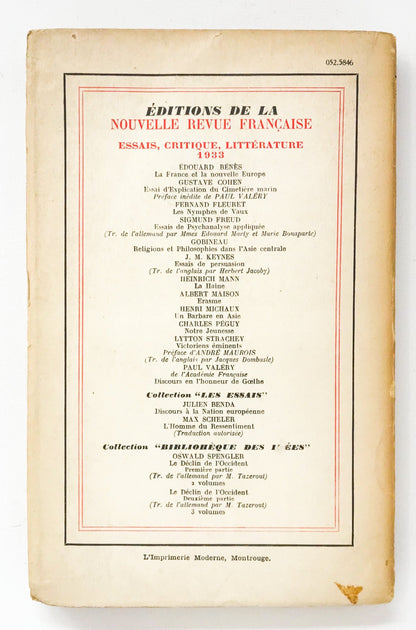 052.5846
ÉDITIONS DE LA
NOUVELLE REVUE FRANÇAISE
ESSAIS, CRITIQUE, LITTÉRATURE
1933
ÉDOUARD BÉNÈS
La France et la nouvelle Europe
GUSTAVE COHEN
Essai d'Explication du Cimetière marin
Préface inédite de PAUL VALÉRY
FERNAND FLEURET
Les Nymphes de Vaux
SIGMUND FREUD
Essais de Psychanalyse appliquée
(Tr. de l'allemand par Mmes Edouard Marty et Marie Bonaparte)
GOBINEAU
Religions et Philosophies dans l'Asie centrale
J. M. KEYNES
Essais de persuasion
(Tr. de l'anglais par Herbert Jacoby)
HEINRICH MANN
La Haine
ALBERT MAISON
Erasme
HENRI MICHAUX
Un Barbare en Asie
CHARLES PÉGUY
Notre Jeunesse
LYTTON STRACHEY
Victoriens éminents
Préface d'ANDRÉ MAUROIS
(Tr. de l'anglais par Jacques Dombasle)
PAUL VALÉRY
de l'Académie Française
Discours en l'honneur de Gœthe
Collection "LES ESSAIS"
JULIEN BENDA
Discours à la Nation européenne
MAX SCHELER
L'Homme du Ressentiment
(Traduction autorisée)
Collection "BIBLIOTHÈQUE DES I ÉES"
OSWALD SPENGLER
Le Déclin de l'Occident
Première partie
(Tr. de l'allemand par M. Tazerout)
2 volumes
Le Déclin de l'Occident
Deuxième partie
(Tr. de l'allemand par M. Tazerout)
3 volumes
L'Imprimerie Moderne, Montrouge.